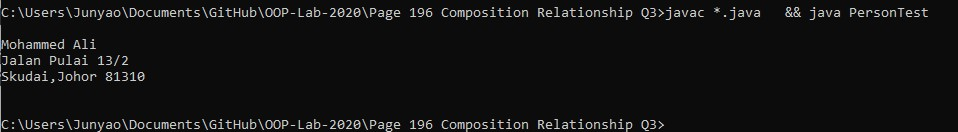 C:\Users\Junyao\Documents\GitHub\OOP-Lab-2020\Page 196 Composition Relationship Q3>javac *.java   && java PersonTest
Mohammed Ali
Jalan Pulai 13/2
Skudai,Johor 81310
C:\Users\Junyao\Documents\GitHub\OOP-Lab-2020\Page 196 Composition Relationship Q3>